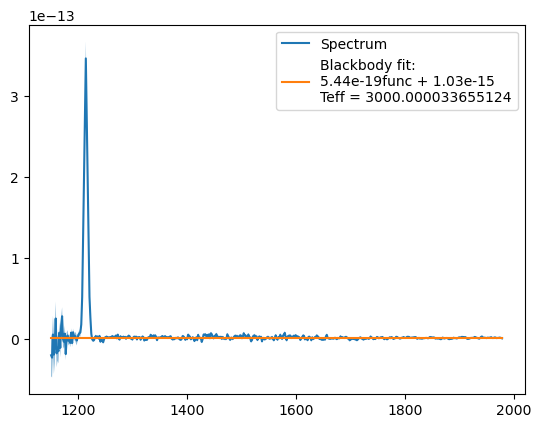 1e−13
Spectrum
Blackbody fit:
5.44e-19func + 1.03e-15
Teff = 3000.000033655124
3
2
1
0
1200 1400 1600 1800 2000